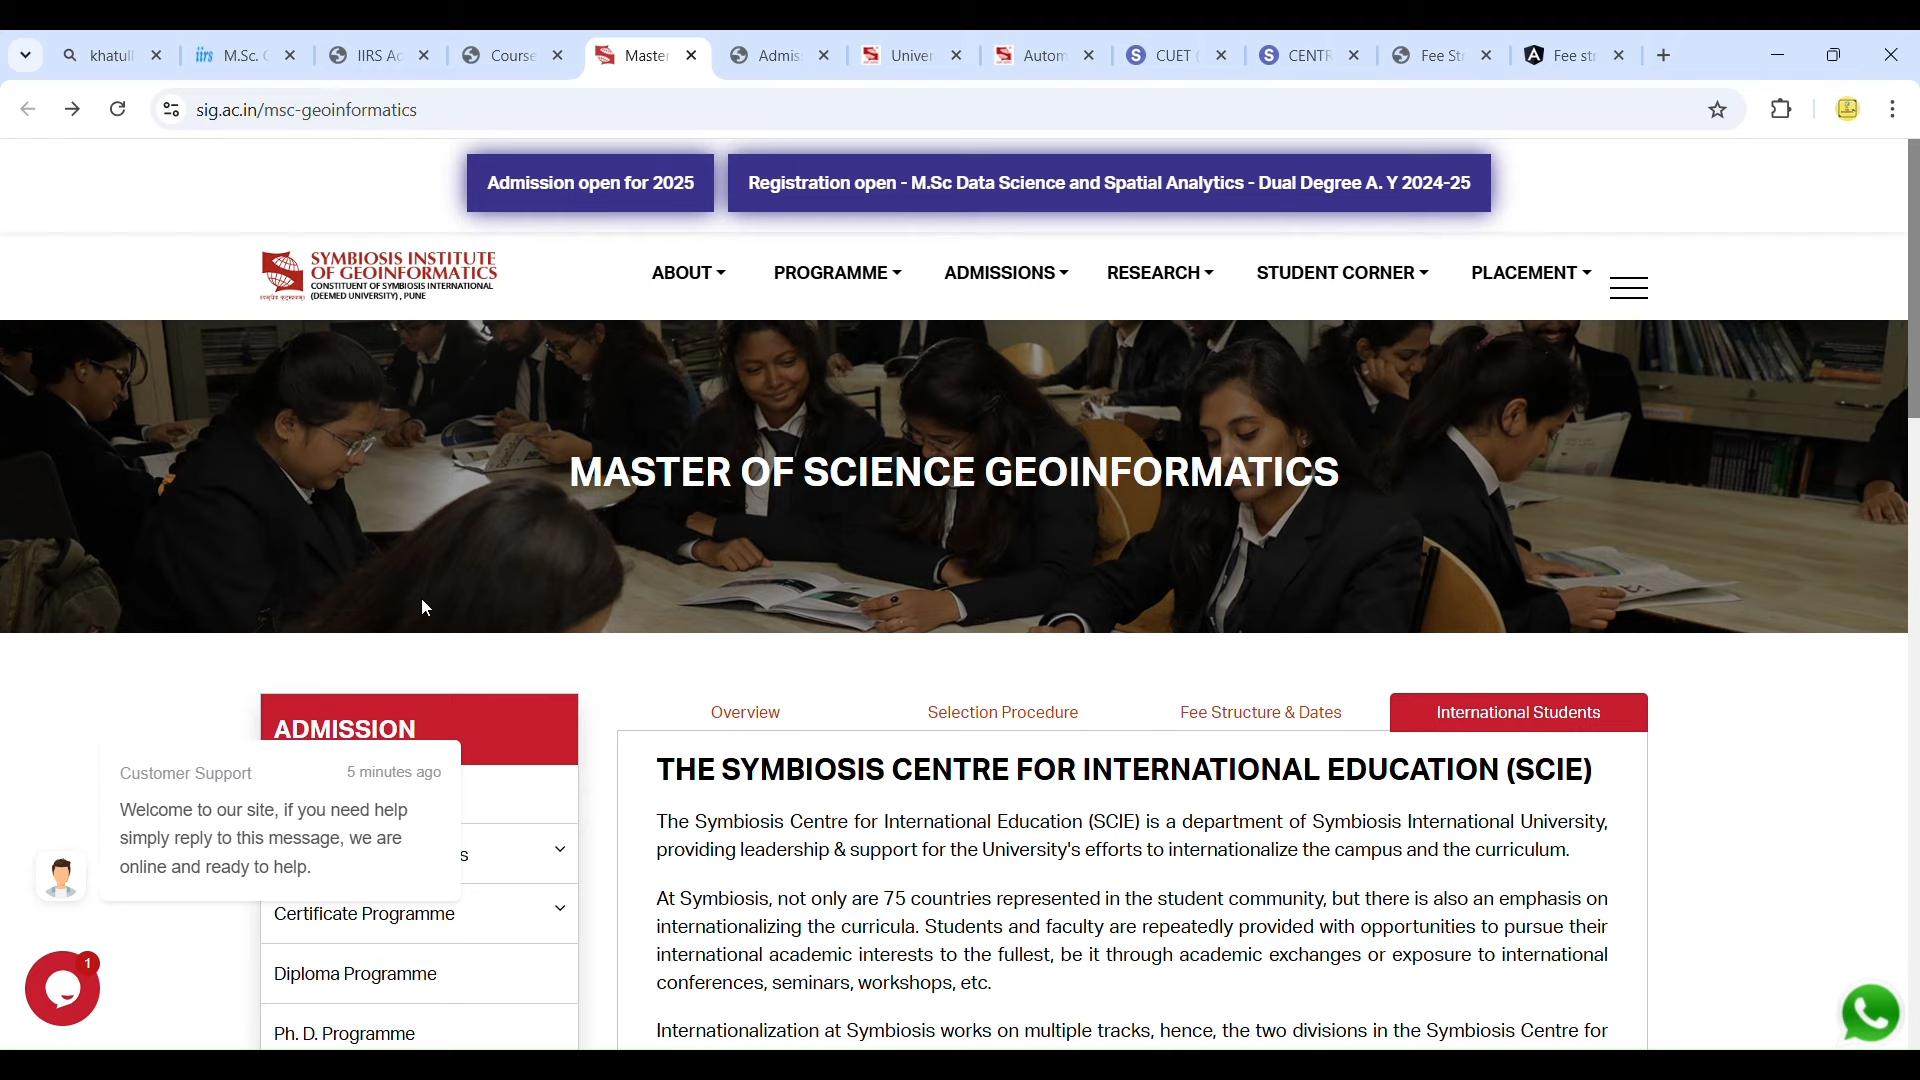 khatull
M.Sc.
IIRS Ac
Course
Master
Admis
Univer
Autom
CUET (
CENTR
Fee Str
Fee str
sig.ac.in/msc-geoinformatics
Admission open for 2025
Registration open - M.Sc Data Science and Spatial Analytics - Dual Degree A. Y 2024-25
SYMBIOSIS INSTITUTE
OF GEOINFORMATICS
CONSTITUENT OF SYMBIOSIS INTERNATIONAL
(DEEMED UNIVERSITY), PUNE
ABOUT
PROGRAMME
ADMISSIONS
RESEARCH
STUDENT CORNER
PLACEMENT
MASTER OF SCIENCE GEOINFORMATICS
ADMISSION
s
Certificate Programme
Diploma Programme
Ph. D. Programme
Customer Support
5 minutes ago
Welcome to our site, if you need help
simply reply to this message, we are
online and ready to help.
1
Overview
Selection Procedure
Fee Structure & Dates
International Students
THE SYMBIOSIS CENTRE FOR INTERNATIONAL EDUCATION (SCIE)
The Symbiosis Centre for International Education (SCIE) is a department of Symbiosis International University,
providing leadership & support for the University's efforts to internationalize the campus and the curriculum.
At Symbiosis, not only are 75 countries represented in the student community, but there is also an emphasis on
internationalizing the curricula. Students and faculty are repeatedly provided with opportunities to pursue their
international academic interests to the fullest, be it through academic exchanges or exposure to international
conferences, seminars, workshops, etc.
Internationalization at Symbiosis works on multiple tracks, hence, the two divisions in the Symbiosis Centre for